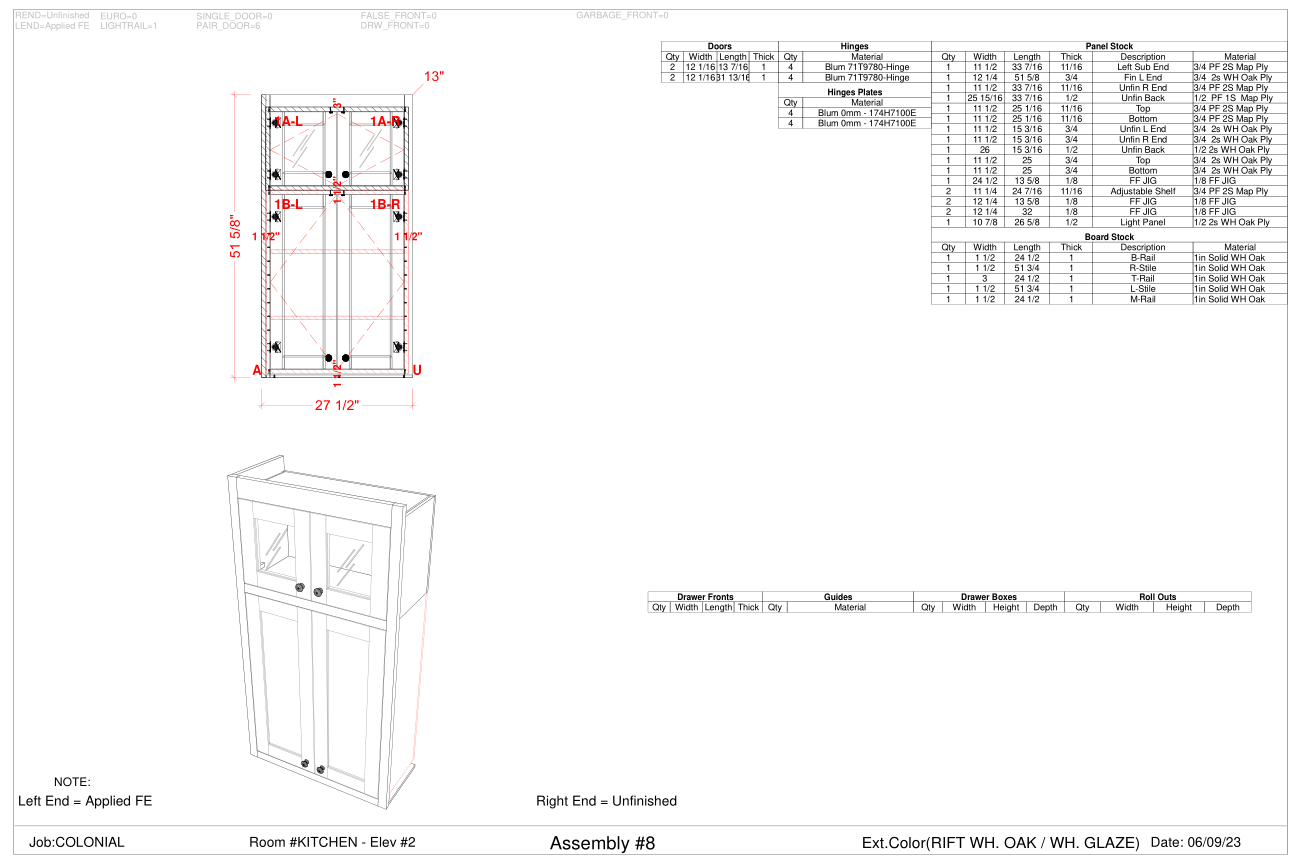 REND=Unfinished EURO=0 SINGLE_DOOR=0 FALSE_FRONT=0 GARBAGE_FRONT=0
LEND=Applied FE LIGHTRAIL=1 PAIR_DOOR=6 DRW_FRONT=0
13"
3"
1A-L 1A-R
1 1/2"
1B-L 1B-R
1 1/2" 1 1/2"
51 5/8"
A 1 1/2" U
27 1/2"
Doors
Qty Width Length Thick
2 12 1/16 13 7/16 1
2 12 1/16 31 13/16 1
Hinges
Qty Material
4 Blum 71T9780-Hinge
4 Blum 71T9780-Hinge
Hinges Plates
Qty Material
4 Blum 0mm - 174H7100E
4 Blum 0mm - 174H7100E
Panel Stock
Qty Width Length Thick Description Material
1 11 1/2 33 7/16 11/16 Left Sub End 3/4 PF 2S Map Ply
1 12 1/4 51 5/8 3/4 Fin L End 3/4 2s WH Oak Ply
1 11 1/2 33 7/16 11/16 Unfin R End 3/4 PF 2S Map Ply
1 25 15/16 33 7/16 1/2 Unfin Back 1/2 PF 1S Map Ply
1 11 1/2 25 1/16 11/16 Top 3/4 PF 2S Map Ply
1 11 1/2 25 1/16 11/16 Bottom 3/4 PF 2S Map Ply
1 11 1/2 15 3/16 3/4 Unfin L End 3/4 2s WH Oak Ply
1 11 1/2 15 3/16 3/4 Unfin R End 3/4 2s WH Oak Ply
1 26 15 3/16 1/2 Unfin Back 1/2 2s WH Oak Ply
1 11 1/2 25 3/4 Top 3/4 2s WH Oak Ply
1 11 1/2 25 3/4 Bottom 3/4 2s WH Oak Ply
1 24 1/2 13 5/8 1/8 FF JIG 1/8 FF JIG
2 11 1/4 24 7/16 11/16 Adjustable Shelf 3/4 PF 2S Map Ply
2 12 1/4 13 5/8 1/8 FF JIG 1/8 FF JIG
2 12 1/4 32 1/8 FF JIG 1/8 FF JIG
1 10 7/8 26 5/8 1/2 Light Panel 1/2 2s WH Oak Ply
Board Stock
Qty Width Length Thick Description Material
1 1 1/2 24 1/2 1 B-Rail 1in Solid WH Oak
1 1 1/2 51 3/4 1 R-Stile 1in Solid WH Oak
1 3 24 1/2 1 T-Rail 1in Solid WH Oak
1 1 1/2 51 3/4 1 L-Stile 1in Solid WH Oak
1 1 1/2 24 1/2 1 M-Rail 1in Solid WH Oak
Drawer Fronts Guides Drawer Boxes Roll Outs
Qty Width Length Thick Qty Material Qty Width Height Depth Qty Width Height Depth
NOTE:
Left End = Applied FE Right End = Unfinished
Job:COLONIAL Room #KITCHEN - Elev #2 Assembly #8 Ext.Color(RIFT WH. OAK / WH. GLAZE) Date: 06/09/23